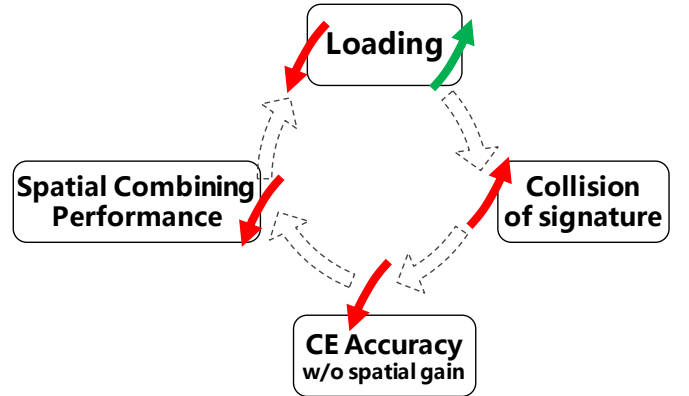 Loading
Collision
of signature
CE Accuracy
w/o spatial gain
Spatial Combining
Performance